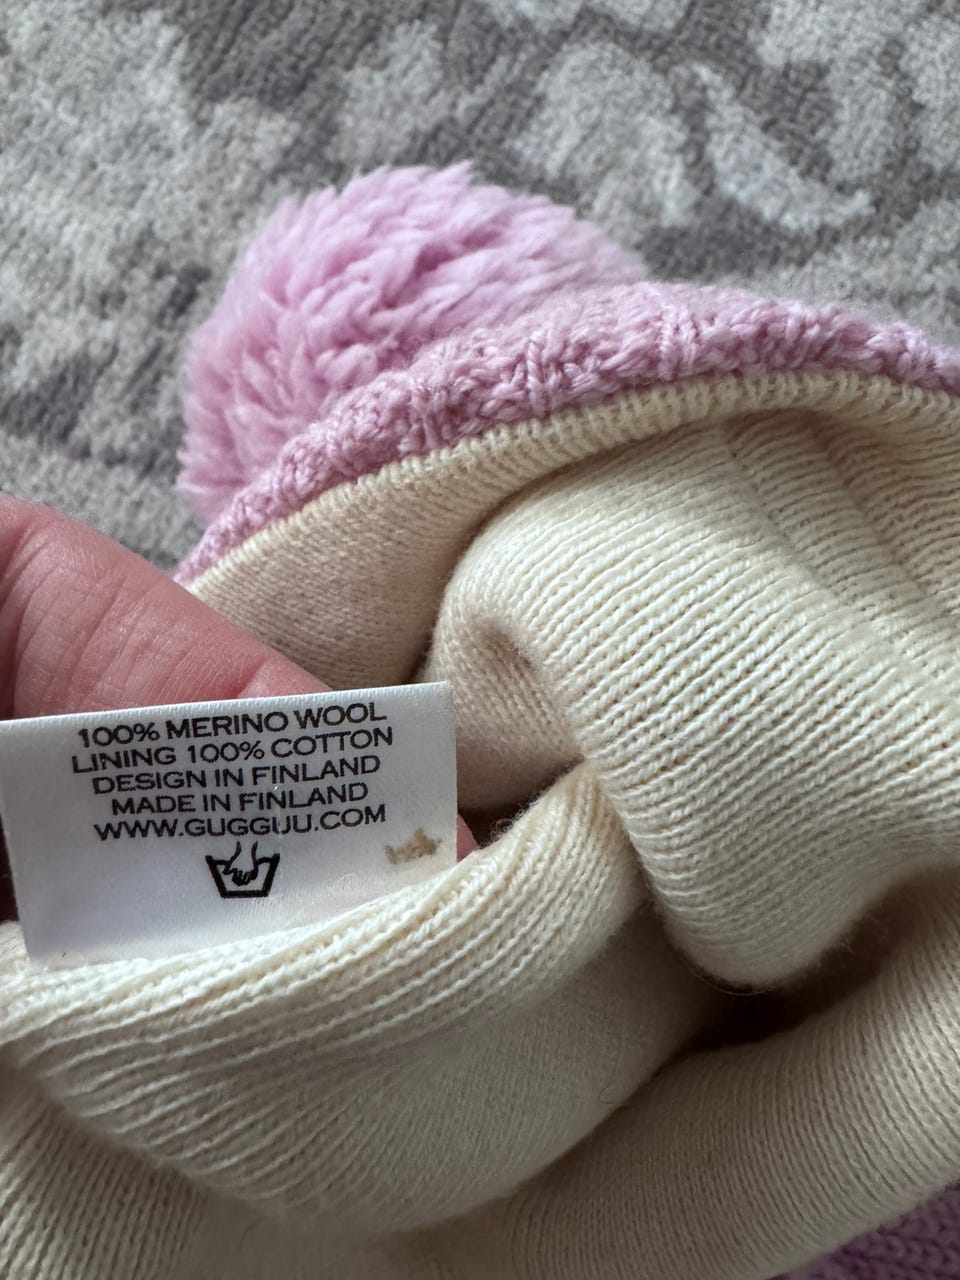 100% MERINO WOOL
LINING 100% COTTON
DESIGN IN FINLAND
MADE IN FINLAND
WWW.GUGGUU.COM